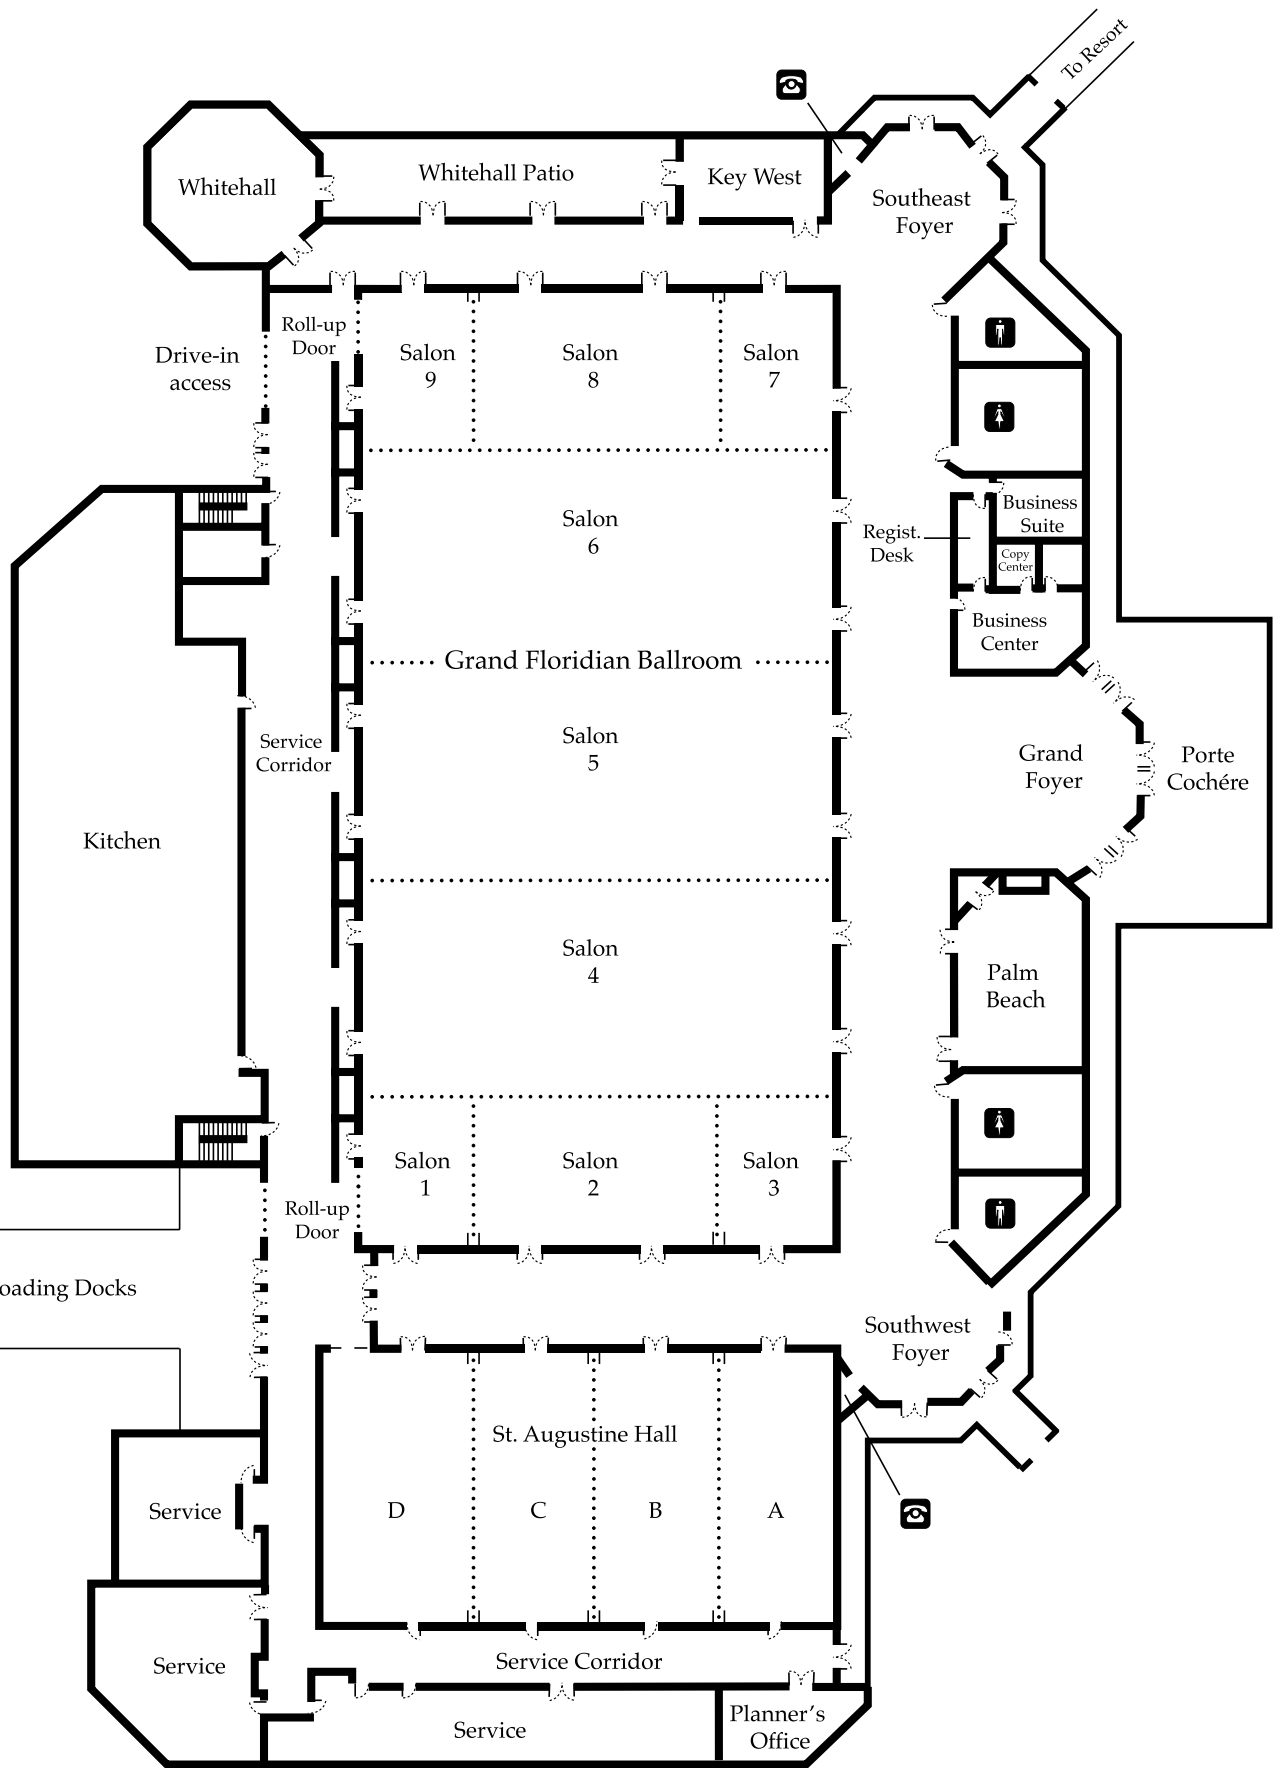 To Resort
Whitehall
Whitehall Patio
Key West
Southeast
Foyer
Roll-up
Door
Drive-in
access
Salon
9
Salon
8
Salon
7
Salon
6
Regist.
Desk
Business
Suite
Copy
Center
Business
Center
Grand Floridian Ballroom
Service
Corridor
Salon
5
Grand
Foyer
Porte
Cochére
Kitchen
Salon
4
Palm
Beach
Salon
1
Salon
2
Salon
3
Roll-up
Door
oading Docks
Southwest
Foyer
St. Augustine Hall
D
C
B
A
Service
Service
Service Corridor
Service
Planner's
Office